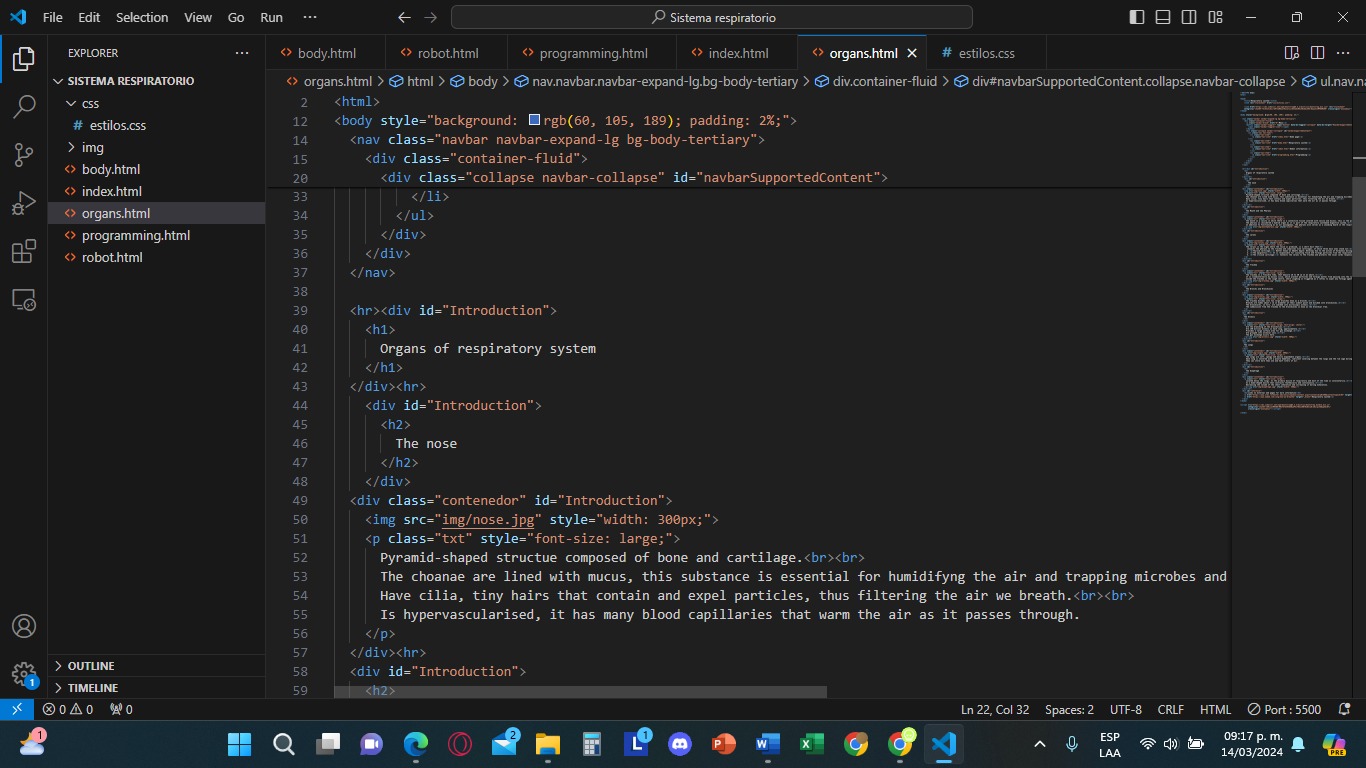 File Edit Selection View Go Run ··· Sistema respiratorio
EXPLORER ···
SISTEMA RESPIRATORIO
css
# estilos.css
img
<> body.html
<> index.html
<> organs.html
<> programming.html
<> robot.html
OUTLINE
TIMELINE
<> body.html <> robot.html <> programming.html <> index.html <> organs.html # estilos.css ···
<> organs.html > html > body > nav.navbar.navbar-expand-lg.bg-body-tertiary > div.container-fluid > div#navbarSupportedContent.collapse.navbar-collapse > ul.nav.na
2 <html>
12 <body style="background: rgb(60, 105, 189); padding: 2%;">
14 <nav class="navbar navbar-expand-lg bg-body-tertiary">
15 <div class="container-fluid">
20 <div class="collapse navbar-collapse" id="navbarSupportedContent">
33 </li>
34 </ul>
35 </div>
36 </div>
37 </nav>
38
39 <hr><div id="Introduction">
40 <h1>
41 Organs of respiratory system
42 </h1>
43 </div><hr>
44 <div id="Introduction">
45 <h2>
46 The nose
47 </h2>
48 </div>
49 <div class="contenedor" id="Introduction">
50 <img src="img/nose.jpg" style="width: 300px;">
51 <p class="txt" style="font-size: large;">
52 Pyramid-shaped structue composed of bone and cartilage.<br><br>
53 The choanae are lined with mucus, this substance is essential for humidifyng the air and trapping microbes and
54 Have cilia, tiny hairs that contain and expel particles, thus filtering the air we breath.<br><br>
55 Is hypervascularised, it has many blood capillaries that warm the air as it passes through.
56 </p>
57 </div><hr>
58 <div id="Introduction">
59 <h2>
1
0 0 0 Ln 22, Col 32 Spaces: 2 UTF-8 CRLF HTML Port : 5500
1 2 L 1 P W X ESP LAA 09:17 p. m. 14/03/2024 PRE